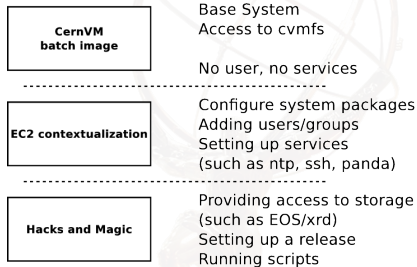 CernVM
batch image
Base System
Access to cvmfs
No user, no services
EC2 contextualization
Configure system packages
Adding users/groups
Setting up services
(such as ntp, ssh, panda)
Hacks and Magic
Providing access to storage
(such as EOS/xrd)
Setting up a release
Running scripts